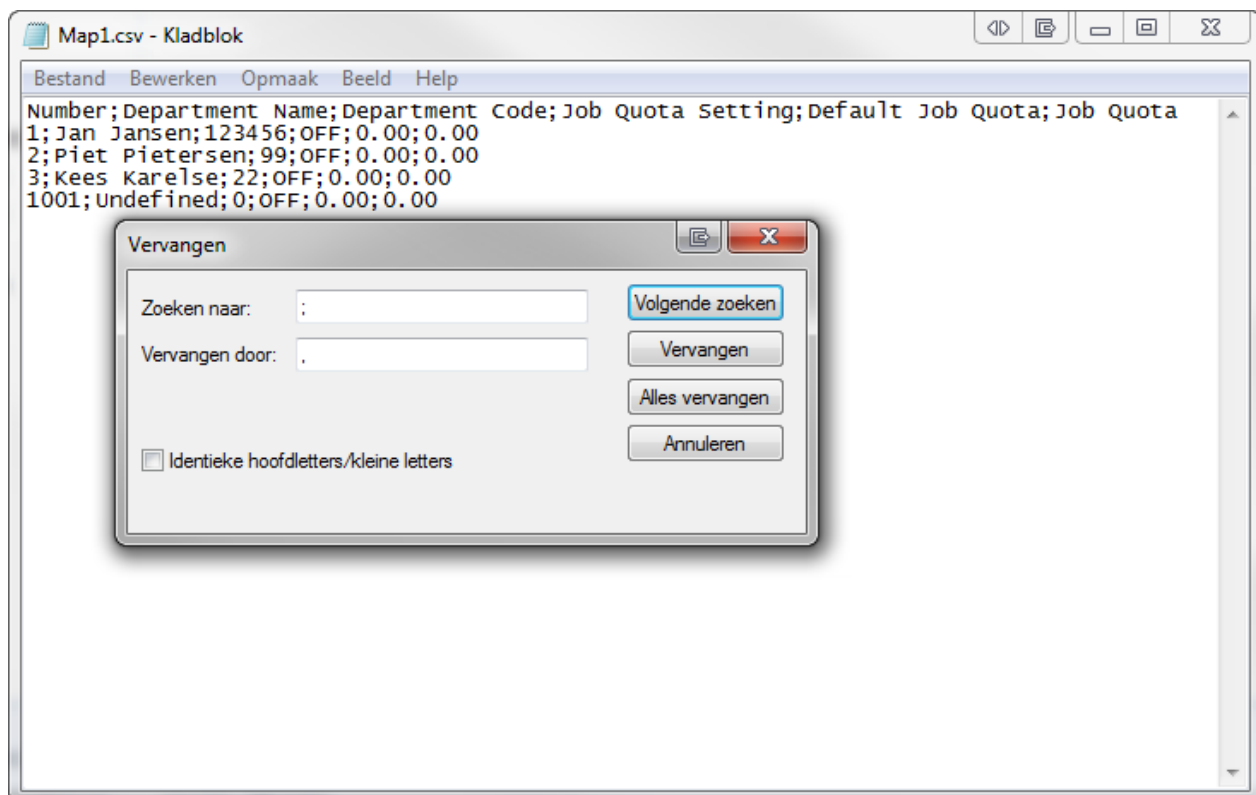 Map1.csv - Kladblok
Bestand Bewerken Opmaak Beeld Help
Number;Department Name;Department Code;Job Quota Setting;Default Job Quota;Job Quota
1;Jan Jansen;123456;OFF;0.00;0.00
2;Piet Pietersen;99;OFF;0.00;0.00
3;Kees Karelse;22;OFF;0.00;0.00
1001;Undefined;0;OFF;0.00;0.00
Vervangen
Zoeken naar: ;
Volgende zoeken
Vervangen door: ,
Vervangen
Alles vervangen
Annuleren
Identieke hoofdletters/kleine letters